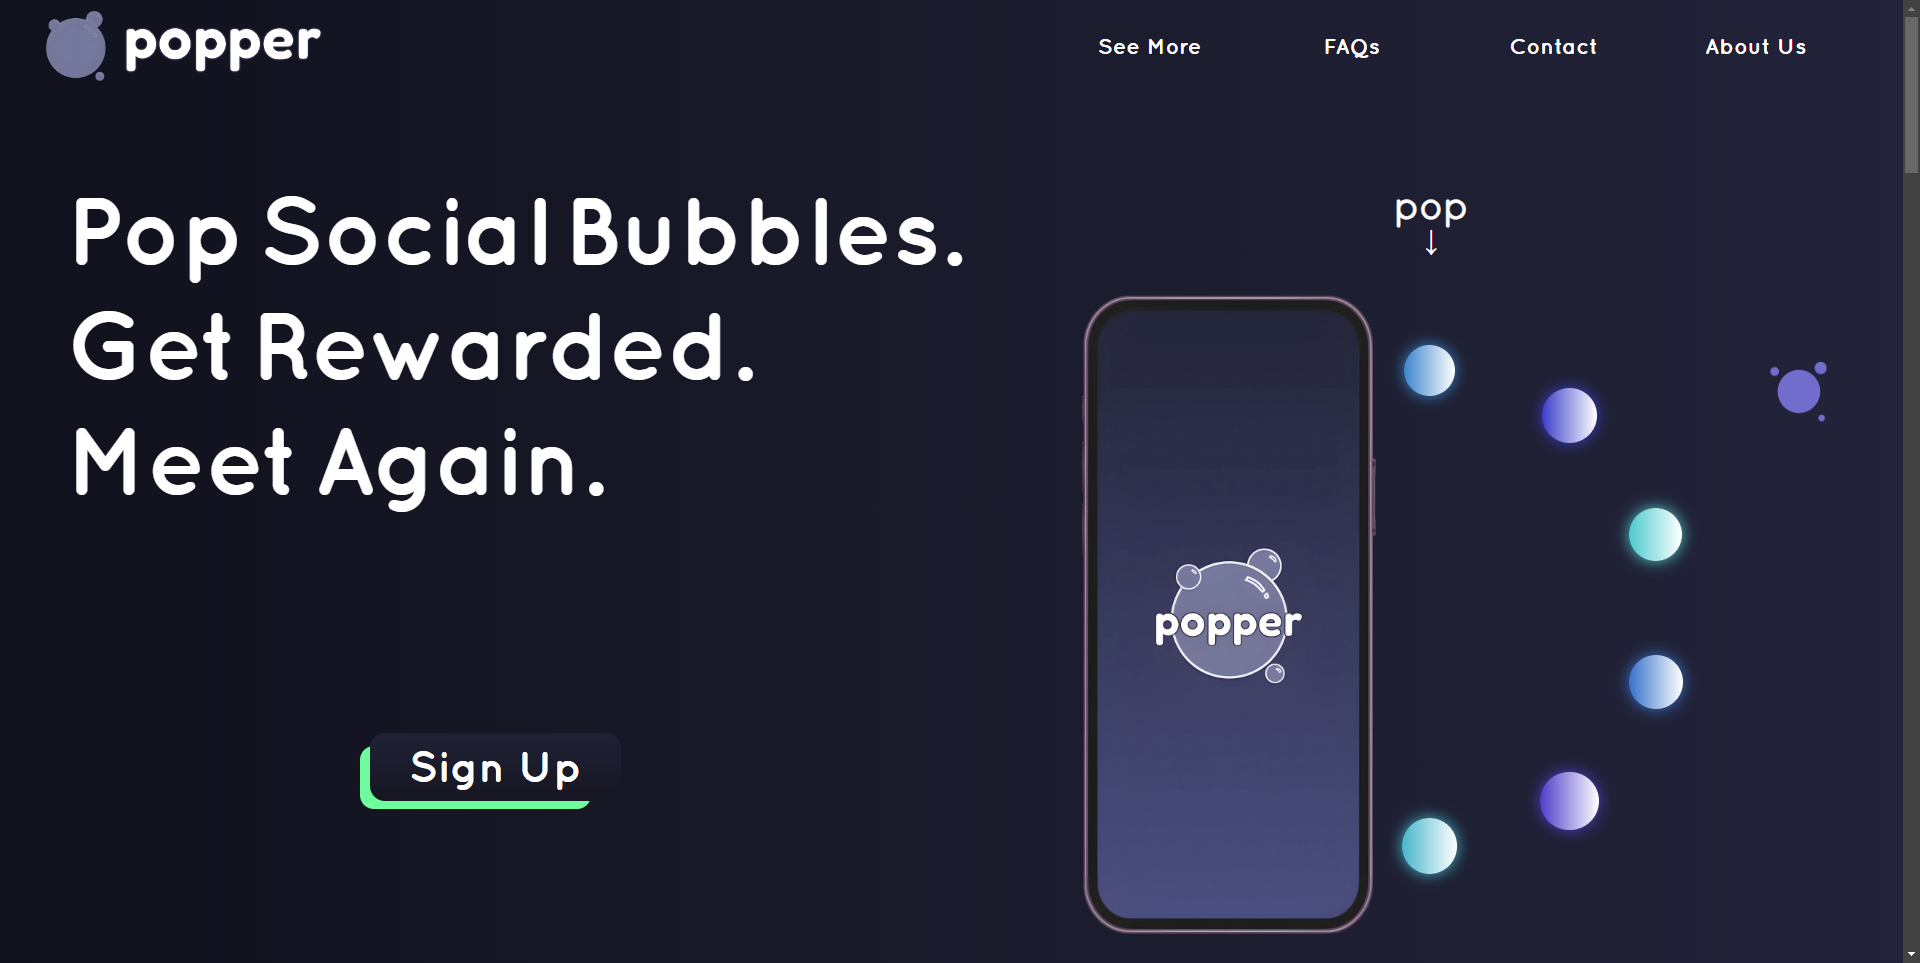 popper
See More
FAQs
Contact
About Us
Pop Social Bubbles.
Get Rewarded.
Meet Again.
Sign Up
pop
↓
popper